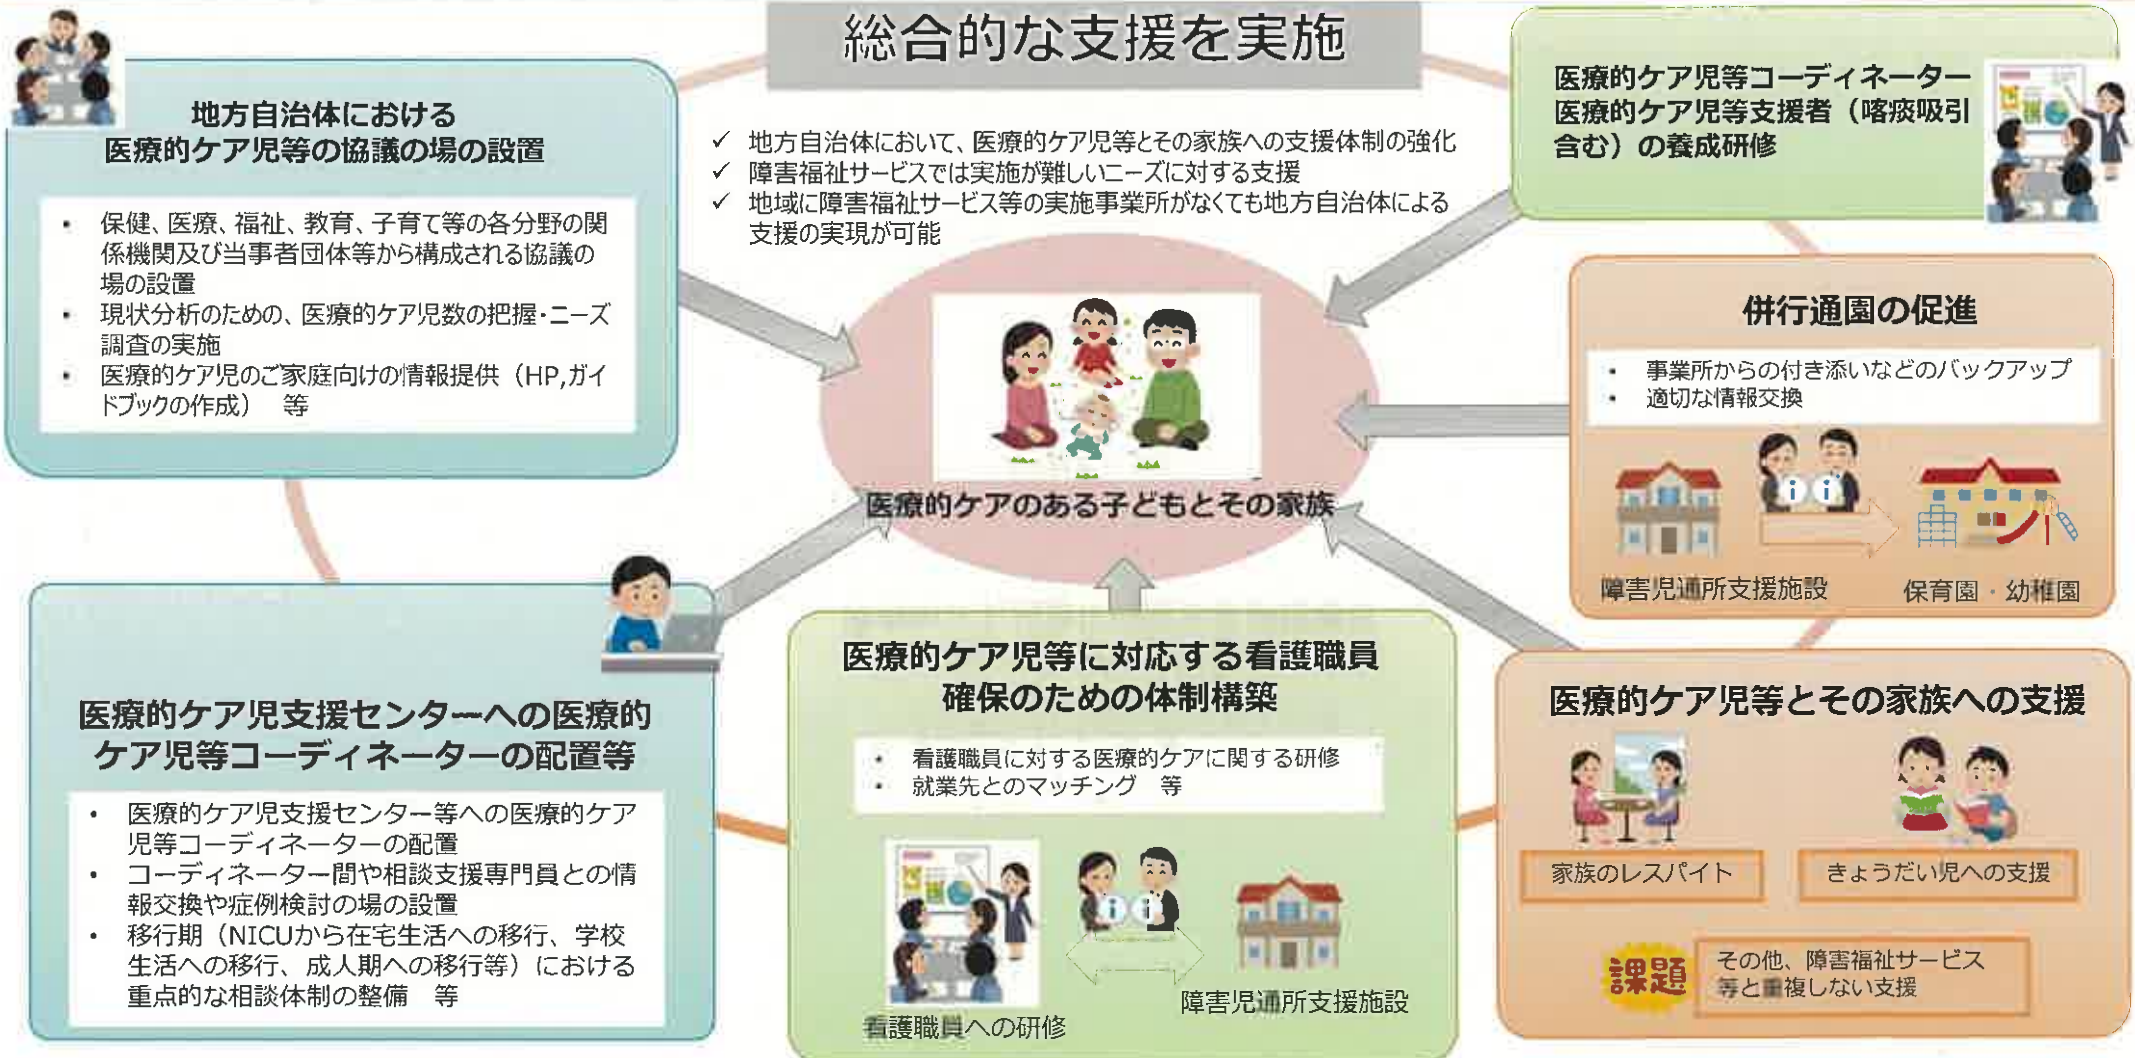 総合的な支援を実施
地方自治体における
医療的ケア児等の協議の場の設置
• 保健、医療、福祉、教育、子育て等の各分野の関
係機関及び当事者団体等から構成される協議の
場の設置
• 現状分析のための、医療的ケア児数の把握・ニーズ
調査の実施
• 医療的ケア児のご家庭向けの情報提供（HP,ガイ
ドブックの作成）　等
✓ 地方自治体において、医療的ケア児等とその家族への支援体制の強化
✓ 障害福祉サービスでは実施が難しいニーズに対する支援
✓ 地域に障害福祉サービス等の実施事業所がなくても地方自治体による
支援の実現が可能
医療的ケア児等コーディネーター
医療的ケア児等支援者（喀痰吸引
含む）の養成研修
併行通園の促進
• 事業所からの付き添いなどのバックアップ
• 適切な情報交換
i i
障害児通所支援施設
保育園・幼稚園
医療的ケアのある子どもとその家族
医療的ケア児支援センターへの医療的
ケア児等コーディネーターの配置等
• 医療的ケア児支援センター等への医療的ケア
児等コーディネーターの配置
• コーディネーター間や相談支援専門員との情
報交換や症例検討の場の設置
• 移行期（NICUから在宅生活への移行、学校
生活への移行、成人期への移行等）における
重点的な相談体制の整備　等
医療的ケア児等に対応する看護職員
確保のための体制構築
• 看護職員に対する医療的ケアに関する研修
• 就業先とのマッチング　等
i i
看護職員への研修
障害児通所支援施設
医療的ケア児等とその家族への支援
家族のレスパイト
きょうだい児への支援
課題
その他、障害福祉サービス
等と重複しない支援